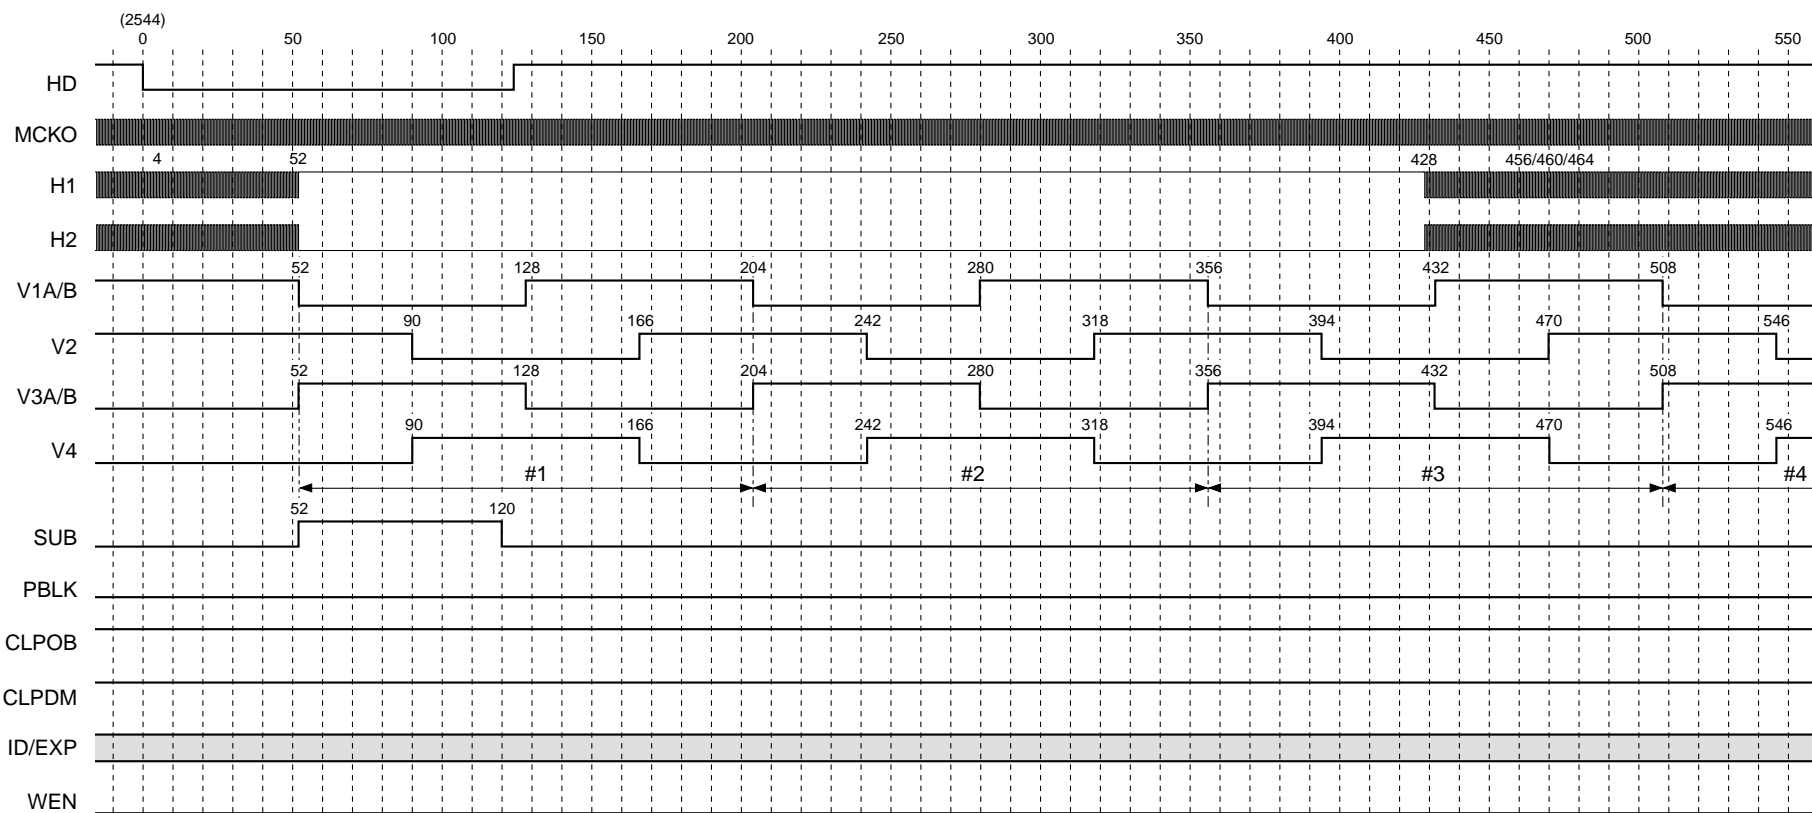 (2544)
0 50 100 150 200 250 300 350 400 450 500 550
HD
MCKO
4 52 428 456/460/464
H1
H2
52 128 204 280 356 432 508
V1A/B
90 166 242 318 394 470 546
V2
52 128 204 280 356 432 508
V3A/B
90 166 242 318 394 470 546
V4
#1 #2 #3 #4
52 120
SUB
PBLK
CLPOB
CLPDM
ID/EXP
WEN